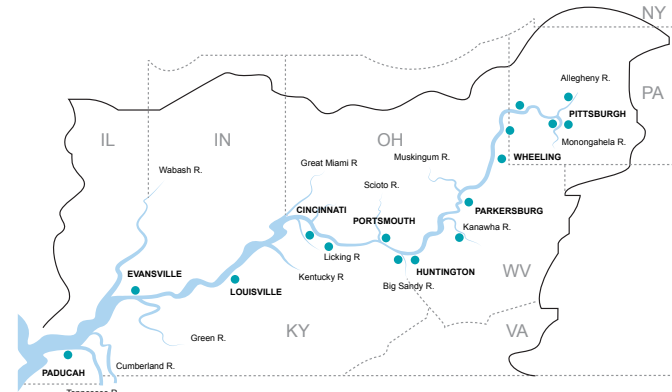 NY
Allegheny R.
PA
PITTSBURGH
Monongahela R.
IL
IN
OH
Great Miami R.
Muskingum R.
WHEELING
Wabash R.
Scioto R.
CINCINNATI
PORTSMOUTH
PARKERSBURG
Kanawha R.
Licking R
Kentucky R
HUNTINGTON
WV
EVANSVILLE
LOUISVILLE
Big Sandy R.
KY
VA
Green R.
Cumberland R.
PADUCAH